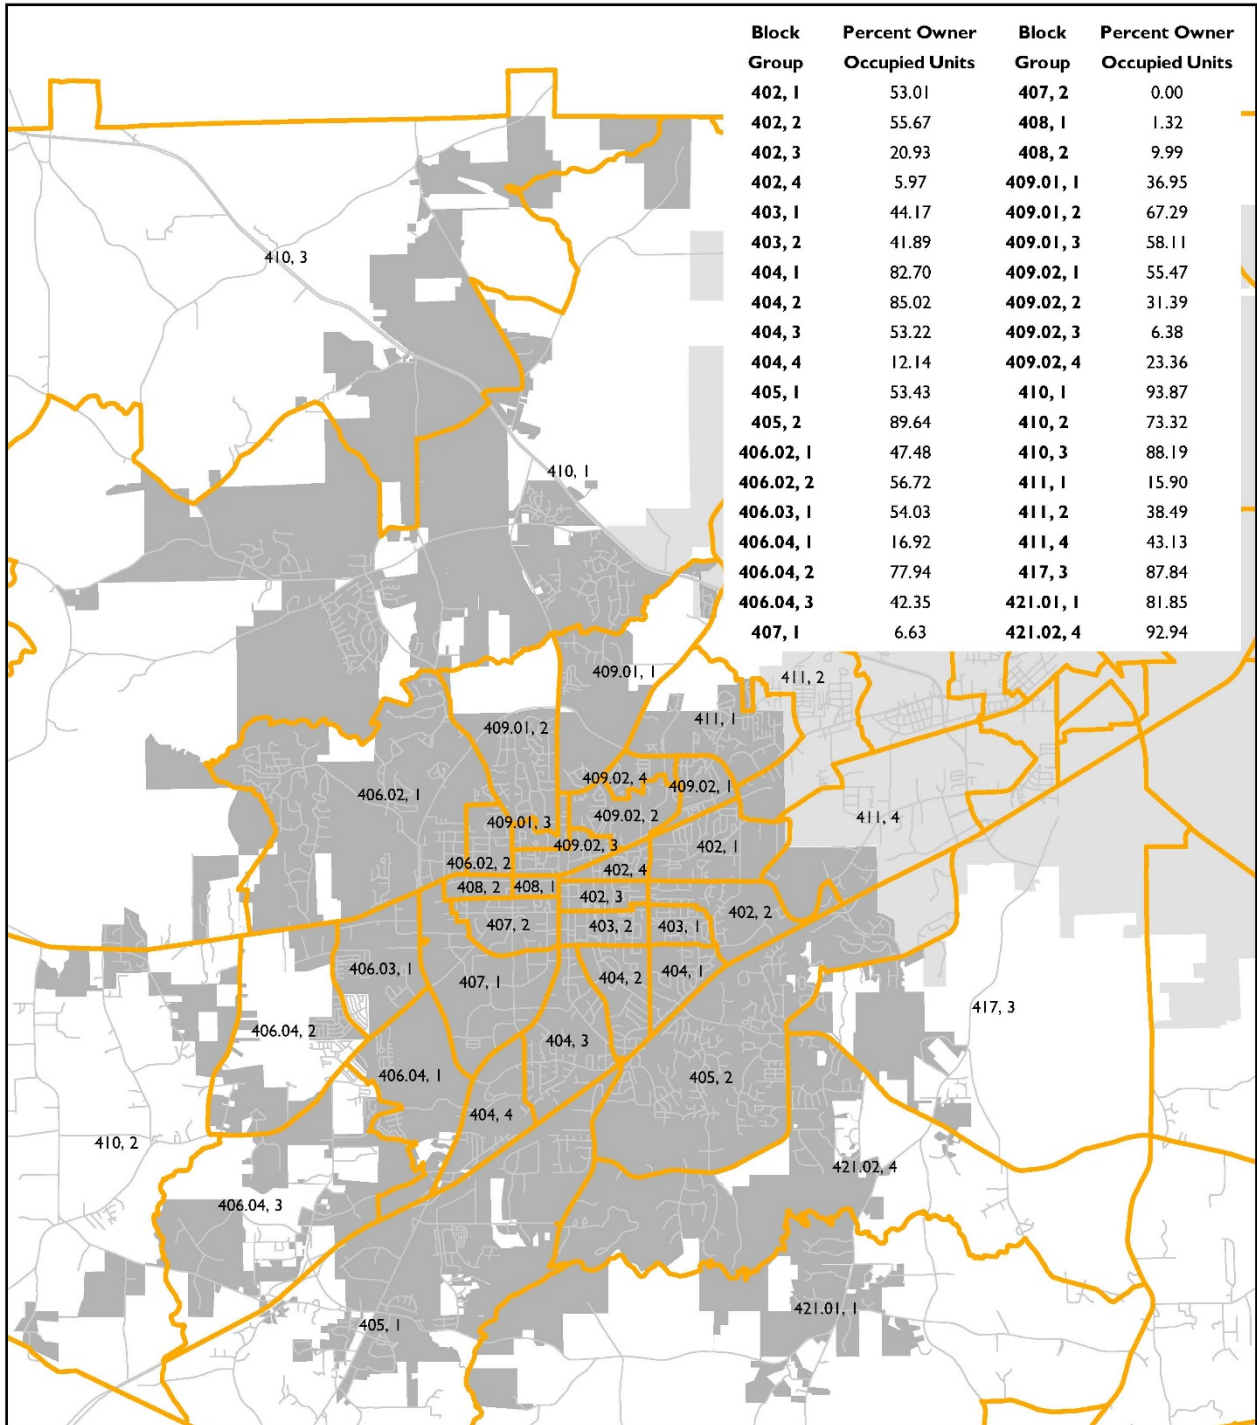 Block Percent Owner Block Percent Owner
Group Occupied Units Group Occupied Units
402, 1 53.01 407, 2 0.00
402, 2 55.67 408, 1 1.32
402, 3 20.93 408, 2 9.99
402, 4 5.97 409.01, 1 36.95
403, 1 44.17 409.01, 2 67.29
403, 2 41.89 409.01, 3 58.11
404, 1 82.70 409.02, 1 55.47
404, 2 85.02 409.02, 2 31.39
404, 3 53.22 409.02, 3 6.38
404, 4 12.14 409.02, 4 23.36
405, 1 53.43 410, 1 93.87
405, 2 89.64 410, 2 73.32
406.02, 1 47.48 410, 3 88.19
406.02, 2 56.72 411, 1 15.90
406.03, 1 54.03 411, 2 38.49
406.04, 1 16.92 411, 4 43.13
406.04, 2 77.94 417, 3 87.84
406.04, 3 42.35 421.01, 1 81.85
407, 1 6.63 421.02, 4 92.94
410, 3
410, 1
409.01, 1
411, 2
411, 1
409.01, 2
409.02, 4
409.02, 1
406.02, 1
409.02, 2
409.01, 3
411, 4
409.02, 3
402, 1
406.02, 2
402, 4
408, 2
408, 1
402, 3
402, 2
407, 2
403, 2
403, 1
406.03, 1
407, 1
404, 2
404, 1
417, 3
406.04, 2
404, 3
406.04, 1
405, 2
404, 4
410, 2
421.02, 4
406.04, 3
421.01, 1
405, 1